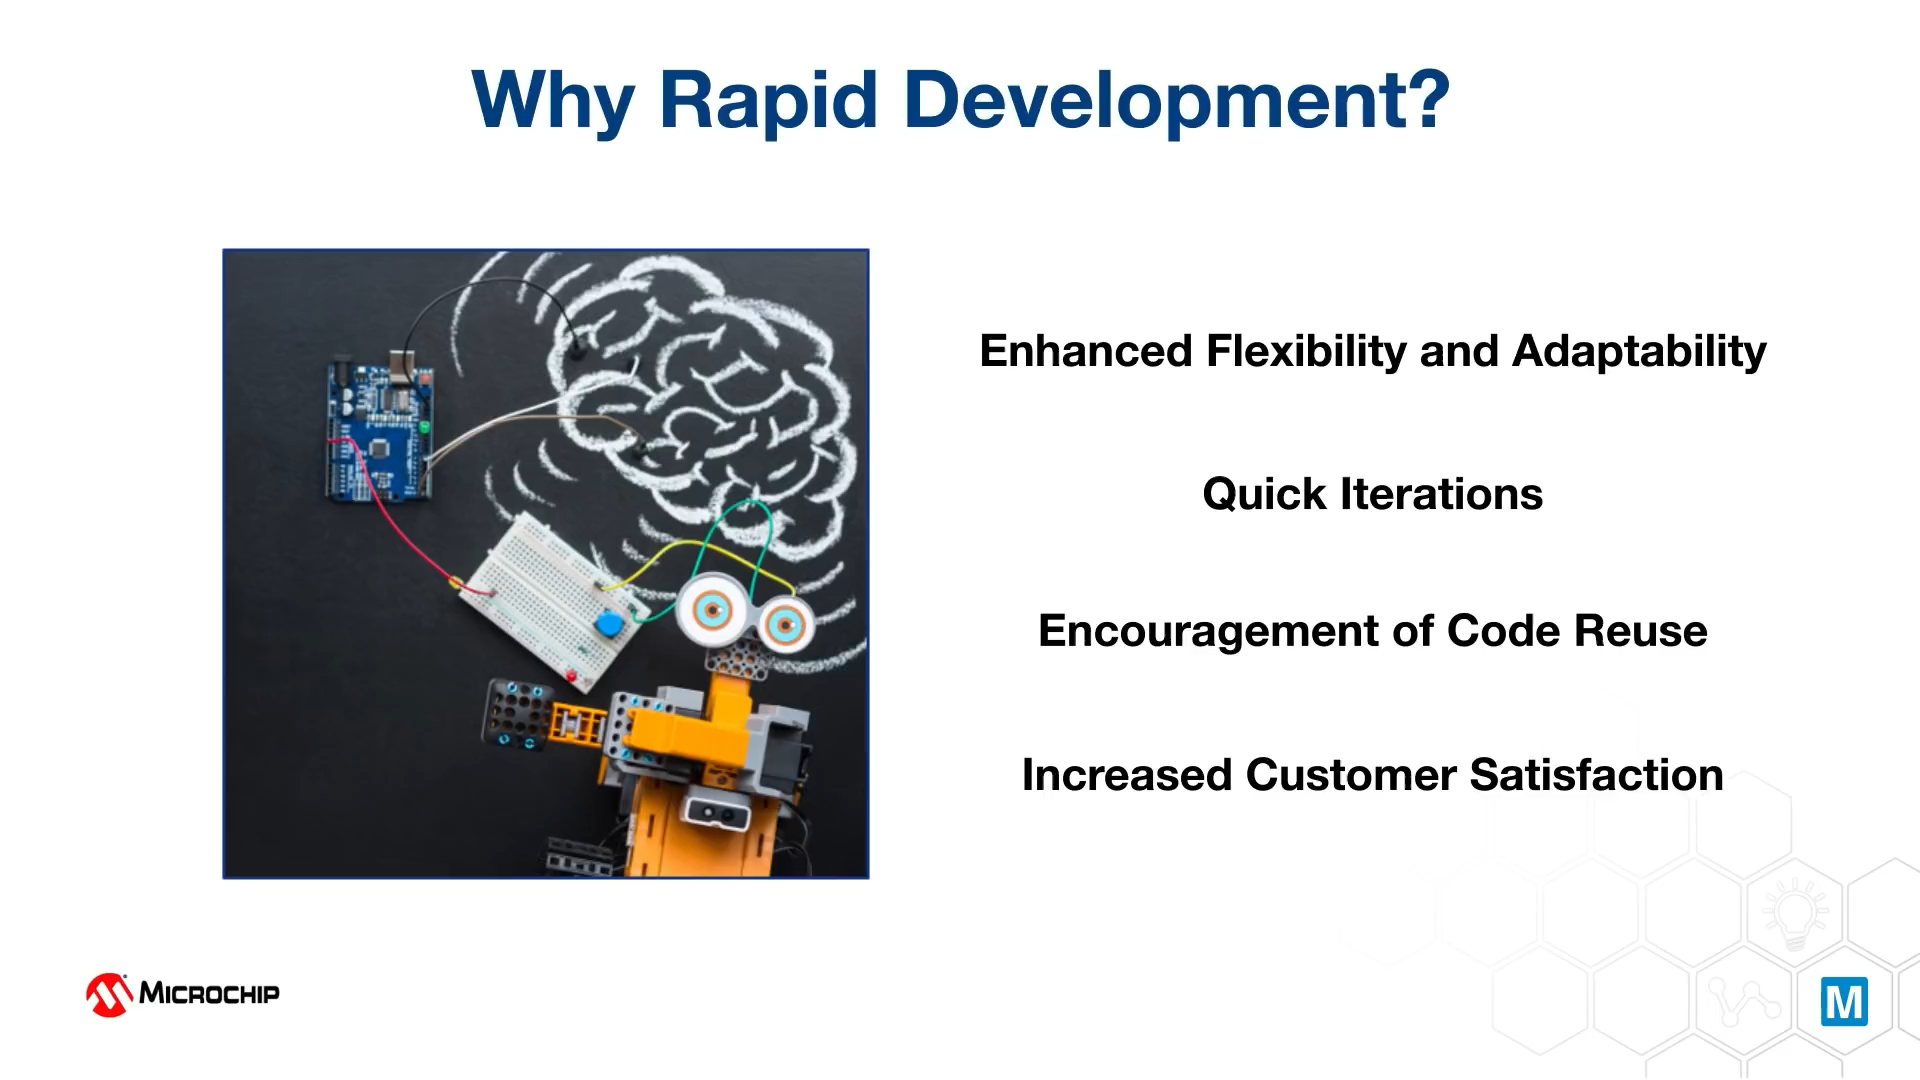 Why Rapid Development?
Enhanced Flexibility and Adaptability
Quick Iterations
Encouragement of Code Reuse
Increased Customer Satisfaction
MICROCHIP
M